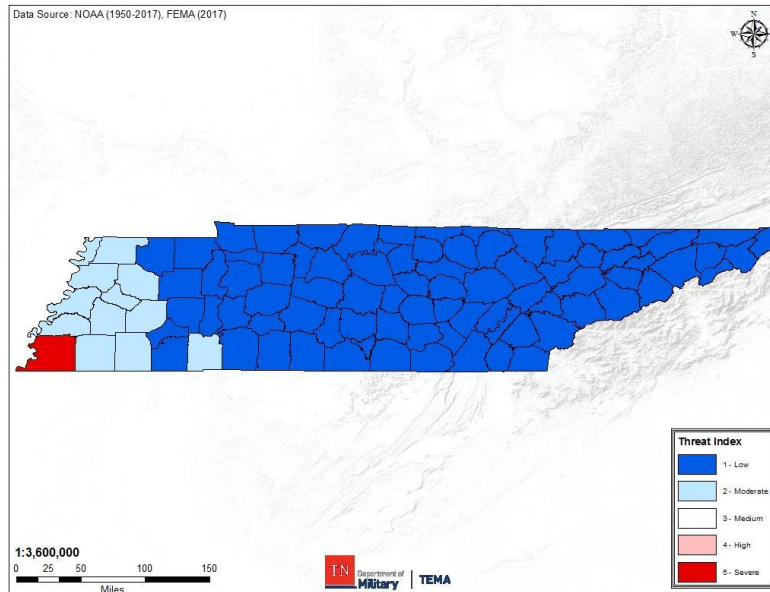 Data Source: NOAA (1950-2017), FEMA (2017)
N
W
S
Threat Index
1 - Low
2 - Moderate
3 - Medium
4 - High
5 - Severe
1:3,600,000
0 25 50 100 150
Miles
TN
Department of
Military
TEMA